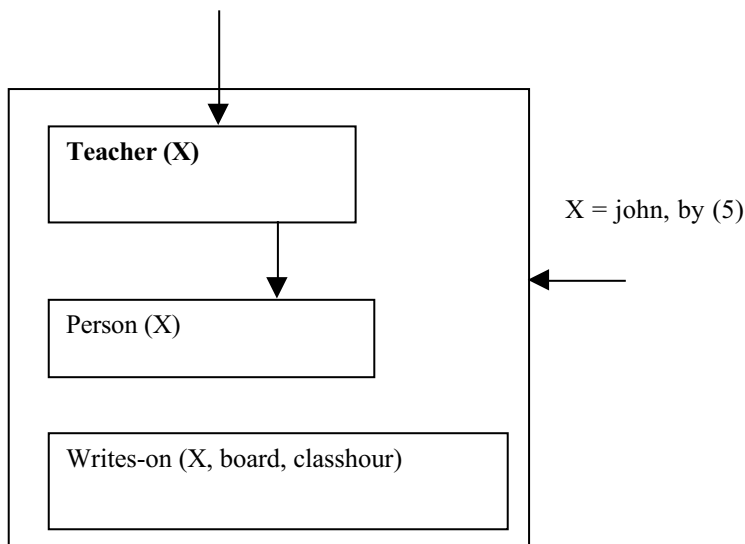 Teacher (X)
X = john, by (5)
Person (X)
Writes-on (X, board, classhour)